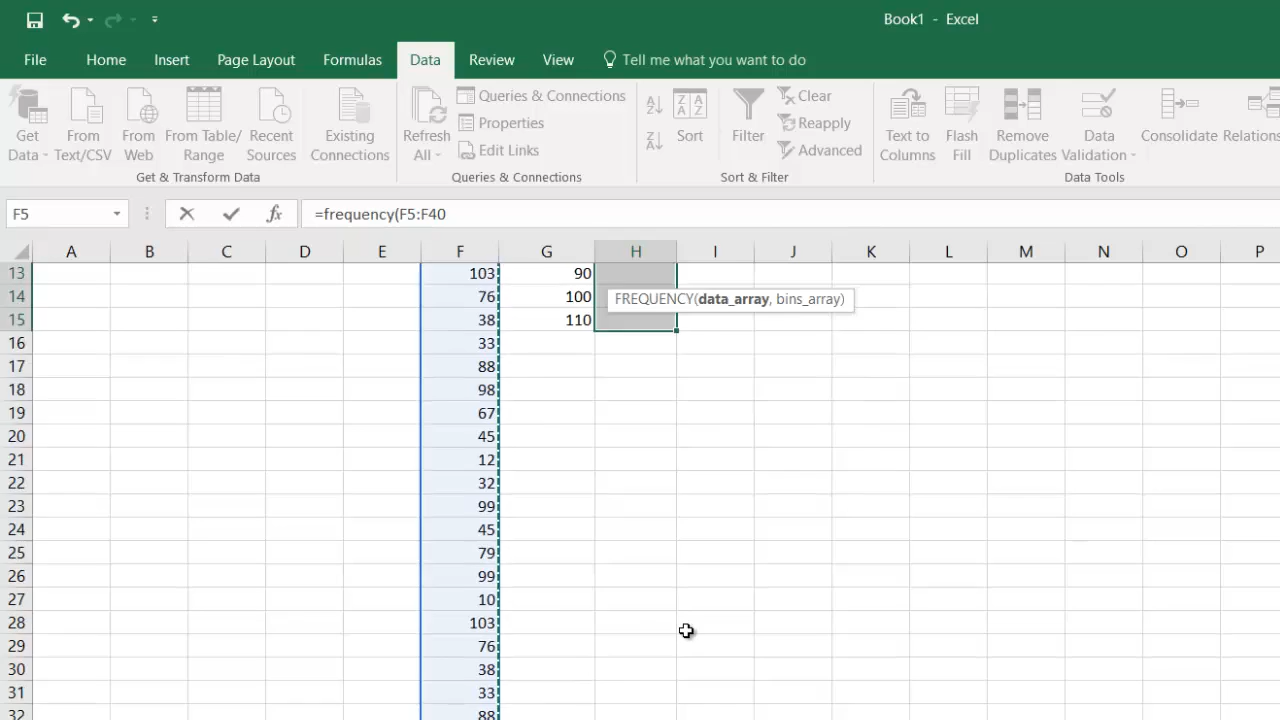 Book1 - Excel
File Home Insert Page Layout Formulas Data Review View Tell me what you want to do
Get Data From Text/CSV From Web From Table/ Range Recent Sources Existing Connections Refresh All Queries & Connections Properties Edit Links Sort Filter Clear Reapply Advanced Text to Columns Flash Fill Remove Duplicates Data Validation Consolidate Relations
Get & Transform Data Queries & Connections Sort & Filter Data Tools
F5 fx =frequency(F5:F40
A B C D E F G H I J K L M N O P
13 103 90
14 76 100 FREQUENCY(data_array, bins_array)
15 38 110
16 33
17 88
18 98
19 67
20 45
21 12
22 32
23 99
24 45
25 79
26 99
27 10
28 103
29 76
30 38
31 33
32 88